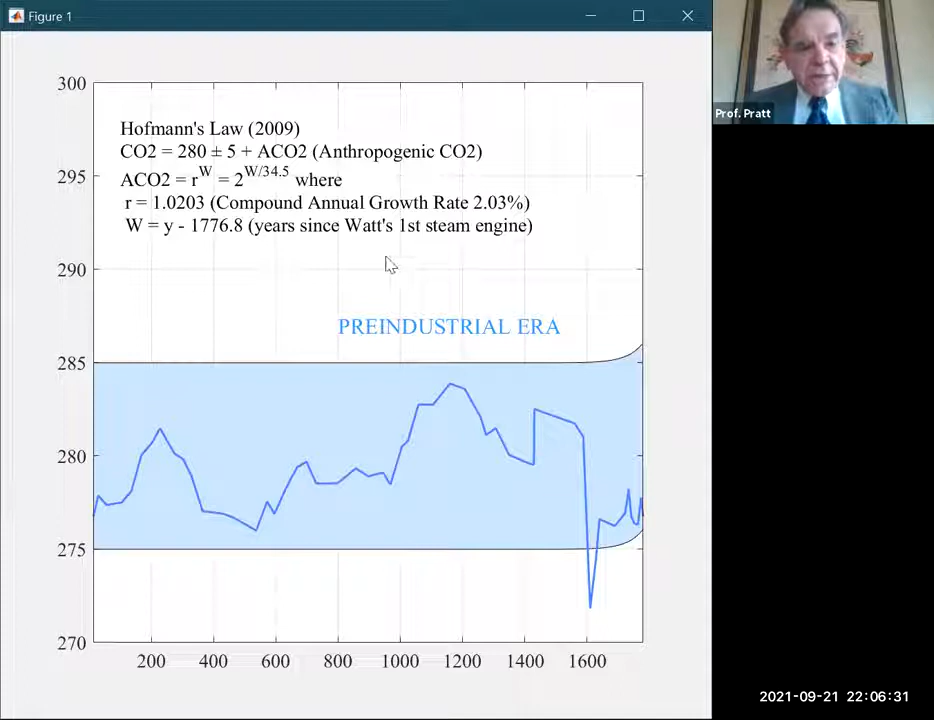 Figure 1
Prof. Pratt
300
295
290
285
280
275
270
Hofmann's Law (2009)
CO2 = 280 ± 5 + ACO2 (Anthropogenic CO2)
ACO2 = r^W = 2^W/34.5 where
r = 1.0203 (Compound Annual Growth Rate 2.03%)
W = y - 1776.8 (years since Watt's 1st steam engine)
PREINDUSTRIAL ERA
200 400 600 800 1000 1200 1400 1600
2021-09-21 22:06:31